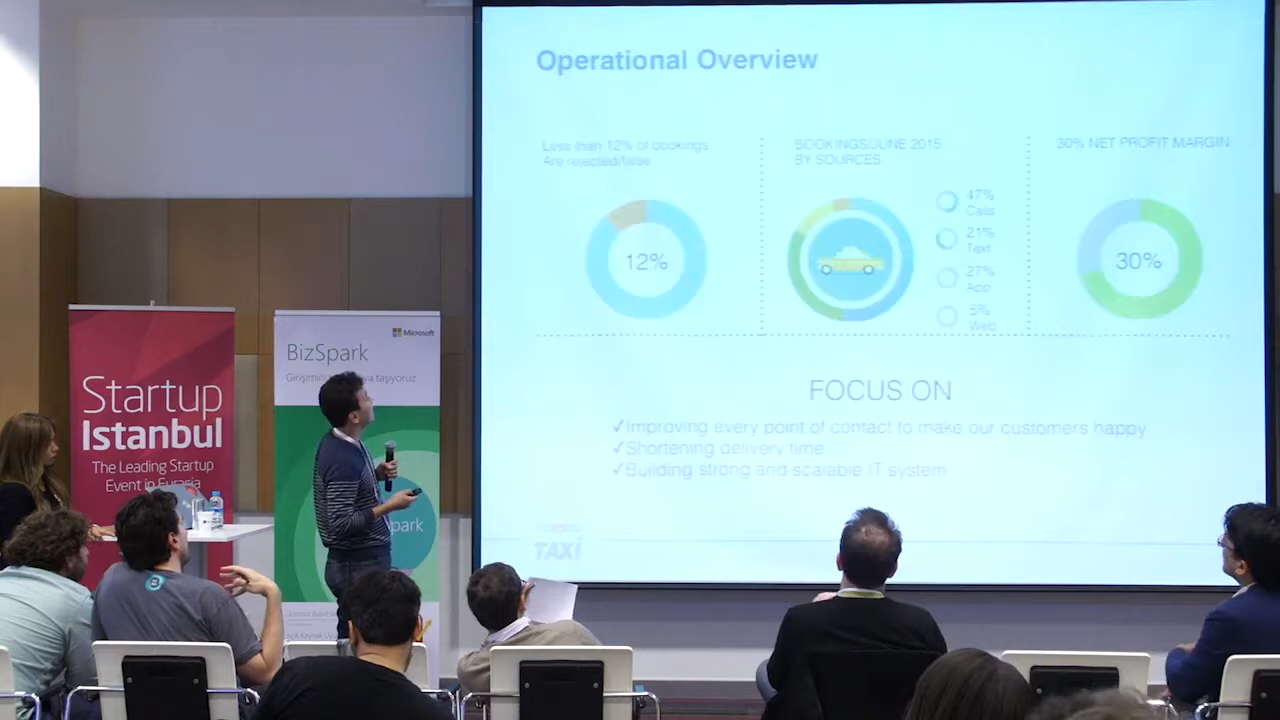 Operational Overview
Less than 12% of bookings
Are rejected/false
12%
BOOKINGS/JUNE 2015
BY SOURCES
47%
Calls
21%
Text
27%
App
5%
Web
30% NET PROFIT MARGIN
30%
FOCUS ON
✓Improving every point of contact to make our customers happy
✓Shortening delivery time
✓Building strong and scalable IT system
TAXI
Startup
Istanbul
The Leading Startup
Event in Eurasia
Microsoft
BizSpark
taşıyoruz
park